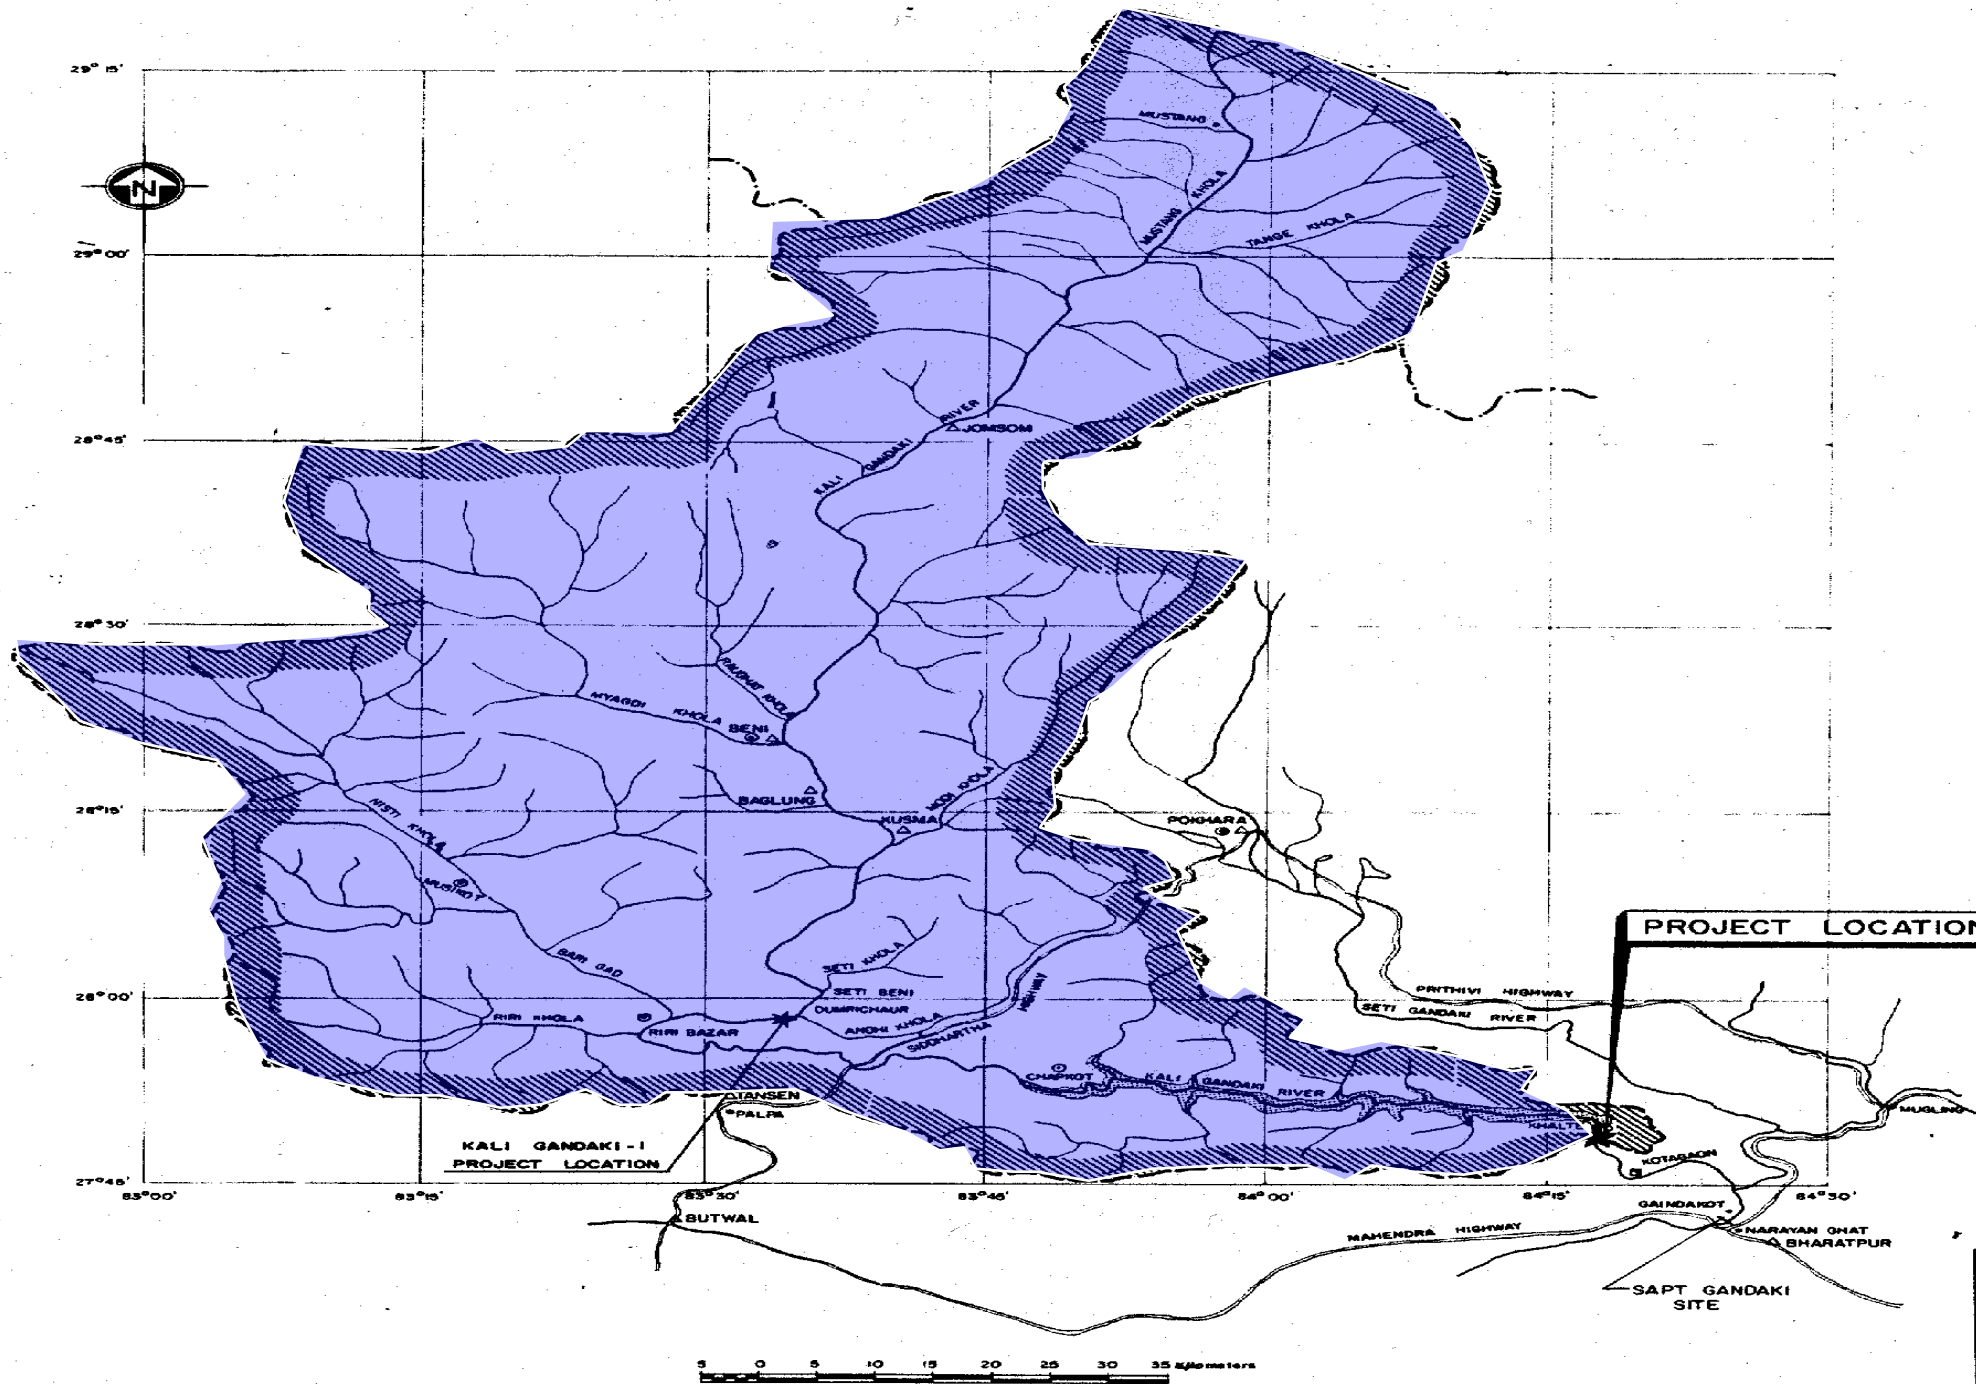 29° 15'
MUSTANG
N
MUSTANG KHOLA
TANGE KHOLA
29° 00'
KALI GANDAKI RIVER
JOMSOM
28° 45'
28° 30'
RAUGHAT KHOLA
MYAGDI KHOLA
BENI
MODI KHOLA
BAGLUNG
28° 15'
NISTI KHOLA
KUSMA
POKHARA
MUSIKOT
PROJECT LOCATION
BARI GAD
SETI KHOLA
SETI BENI
28° 00'
PRITHIVI HIGHWAY
DUMRICHAUR
SETI GANDAKI RIVER
RIRI KHOLA
RIRI BAZAR
ANDHI KHOLA
SIDDHARTHA HIGHWAY
CHAPKOT
KALI GANDAKI RIVER
TANSEN
PALPA
MUGLING
KALI GANDAKI-I
PROJECT LOCATION
KOTAGAON
27° 45'
83° 00'
83° 15'
83° 30'
83° 45'
84° 00'
84° 15'
84° 30'
BUTWAL
GAINDAKOT
MAHENDRA HIGHWAY
NARAYAN GHAT
BHARATPUR
SAPT GANDAKI
SITE
5 0 5 10 15 20 25 30 35 Kilometers